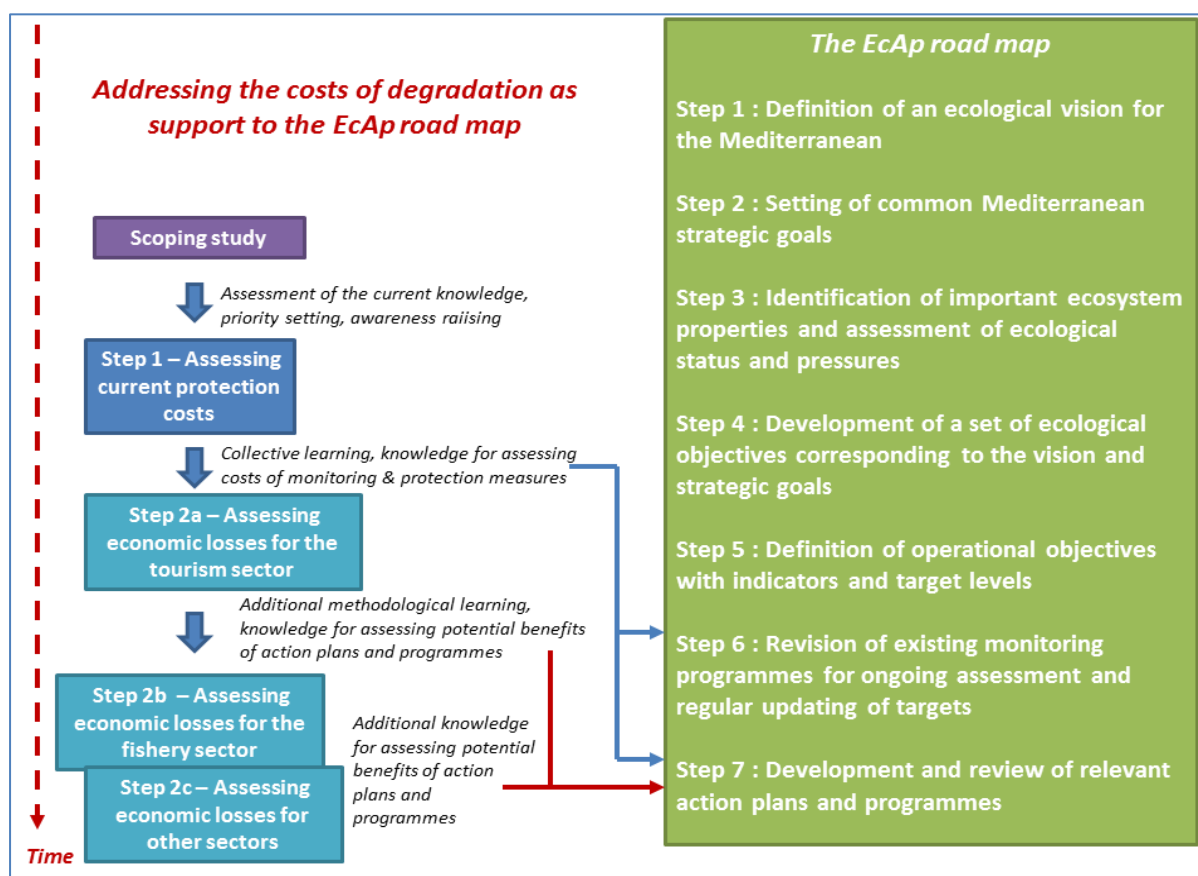 Addressing the costs of degradation as
support to the EcAp road map
Scoping study
Assessment of the current knowledge,
priority setting, awareness raiising
Step 1 – Assessing
current protection
costs
Collective learning, knowledge for assessing
costs of monitoring & protection measures
Step 2a – Assessing
economic losses for the
tourism sector
Additional methodological learning,
knowledge for assessing potential benefits
of action plans and programmes
Step 2b – Assessing
economic losses for the
fishery sector
Step 2c – Assessing
economic losses for
other sectors
Additional knowledge
for assessing potential
benefits of action
plans and
programmes
Time
The EcAp road map
Step 1 : Definition of an ecological vision for
the Mediterranean
Step 2 : Setting of common Mediterranean
strategic goals
Step 3 : Identification of important ecosystem
properties and assessment of ecological
status and pressures
Step 4 : Development of a set of ecological
objectives corresponding to the vision and
strategic goals
Step 5 : Definition of operational objectives
with indicators and target levels
Step 6 : Revision of existing monitoring
programmes for ongoing assessment and
regular updating of targets
Step 7 : Development and review of relevant
action plans and programmes